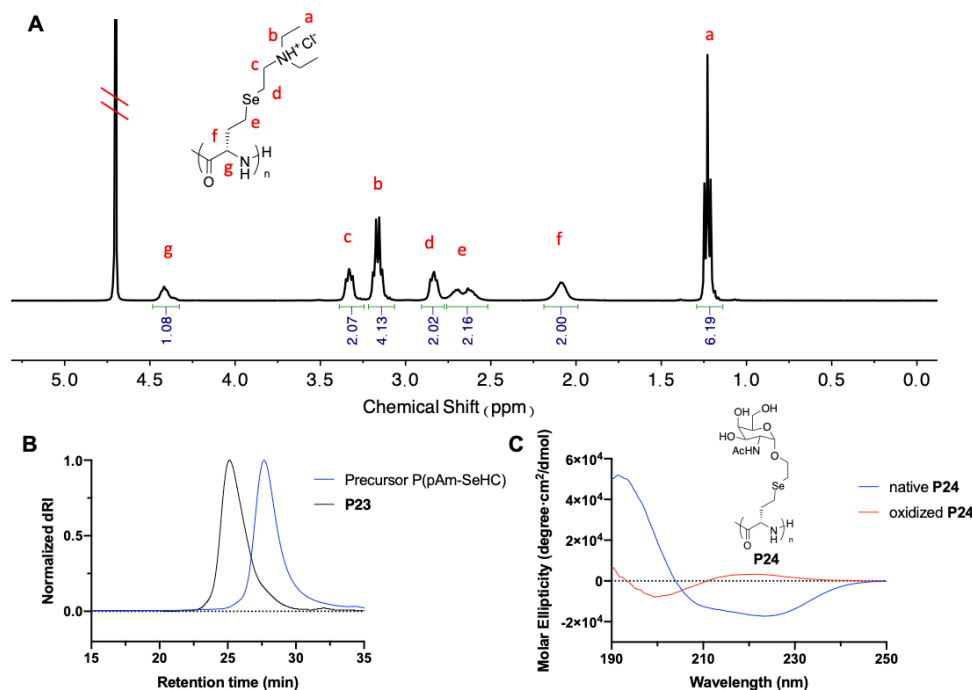 A
a
b
NH⁺Cl⁻
c
d
Se
e
f
g
O
N
H
H
n
a
b
c
d
e
f
g
1.08
2.07
4.13
2.02
2.16
2.00
6.19
5.0 4.5 4.0 3.5 3.0 2.5 2.0 1.5 1.0 0.5 0.0
Chemical Shift (ppm)
B
Normalized dRI
1.0
0.5
0.0
15 20 25 30 35
Retention time (min)
Precursor P(pAm-SeHC)
P23
C
Molar Ellipticity (degree·cm²/dmol)
6×10⁴
4×10⁴
2×10⁴
0
-2×10⁴
190 210 230 250
Wavelength (nm)
OH OH
O
HO
AcHN
O
Se
O
N
H
H
n
P24
native P24
oxidized P24